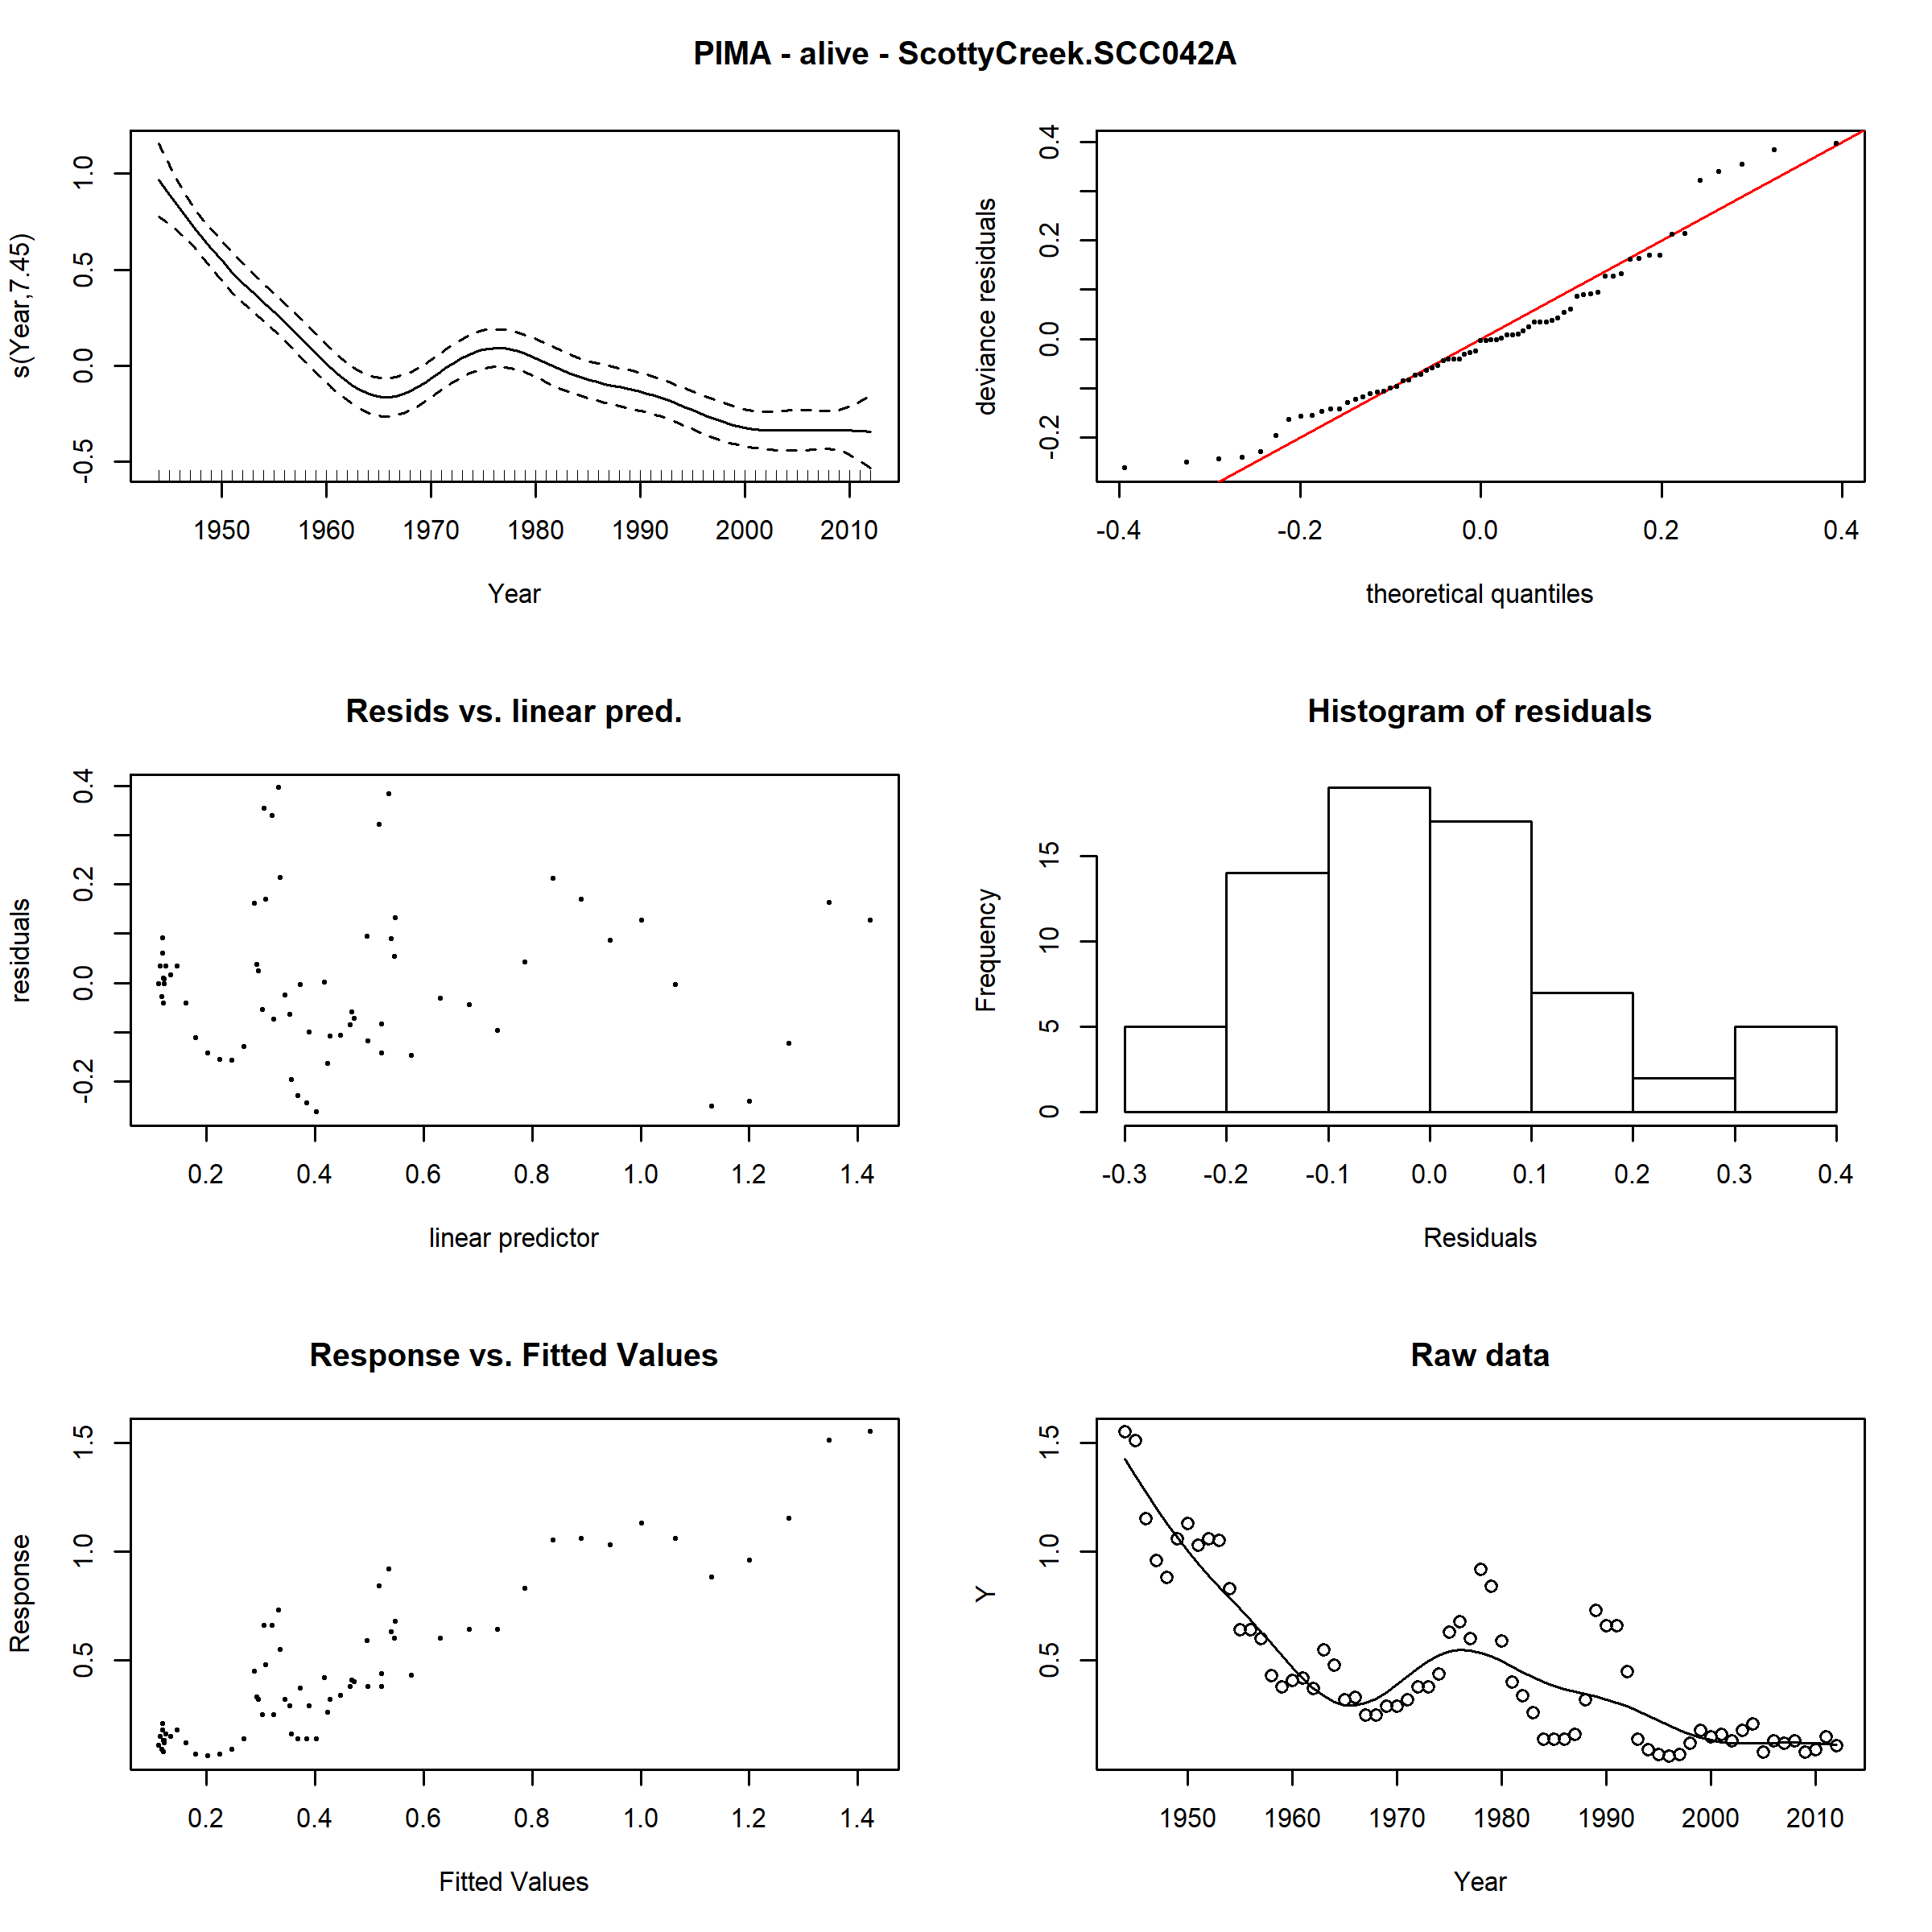 PIMA - alive - ScottyCreek.SCC042A
s(Year,7.45)
-0.5 0.0 0.5 1.0
1950 1960 1970 1980 1990 2000 2010
Year
deviance residuals
-0.2 0.0 0.2 0.4
-0.4 -0.2 0.0 0.2 0.4
theoretical quantiles
Resids vs. linear pred.
residuals
-0.2 0.0 0.2 0.4
0.2 0.4 0.6 0.8 1.0 1.2 1.4
linear predictor
Histogram of residuals
Frequency
0 5 10 15
-0.3 -0.2 -0.1 0.0 0.1 0.2 0.3 0.4
Residuals
Response vs. Fitted Values
Response
0.5 1.0 1.5
0.2 0.4 0.6 0.8 1.0 1.2 1.4
Fitted Values
Raw data
Y
0.5 1.0 1.5
1950 1960 1970 1980 1990 2000 2010
Year